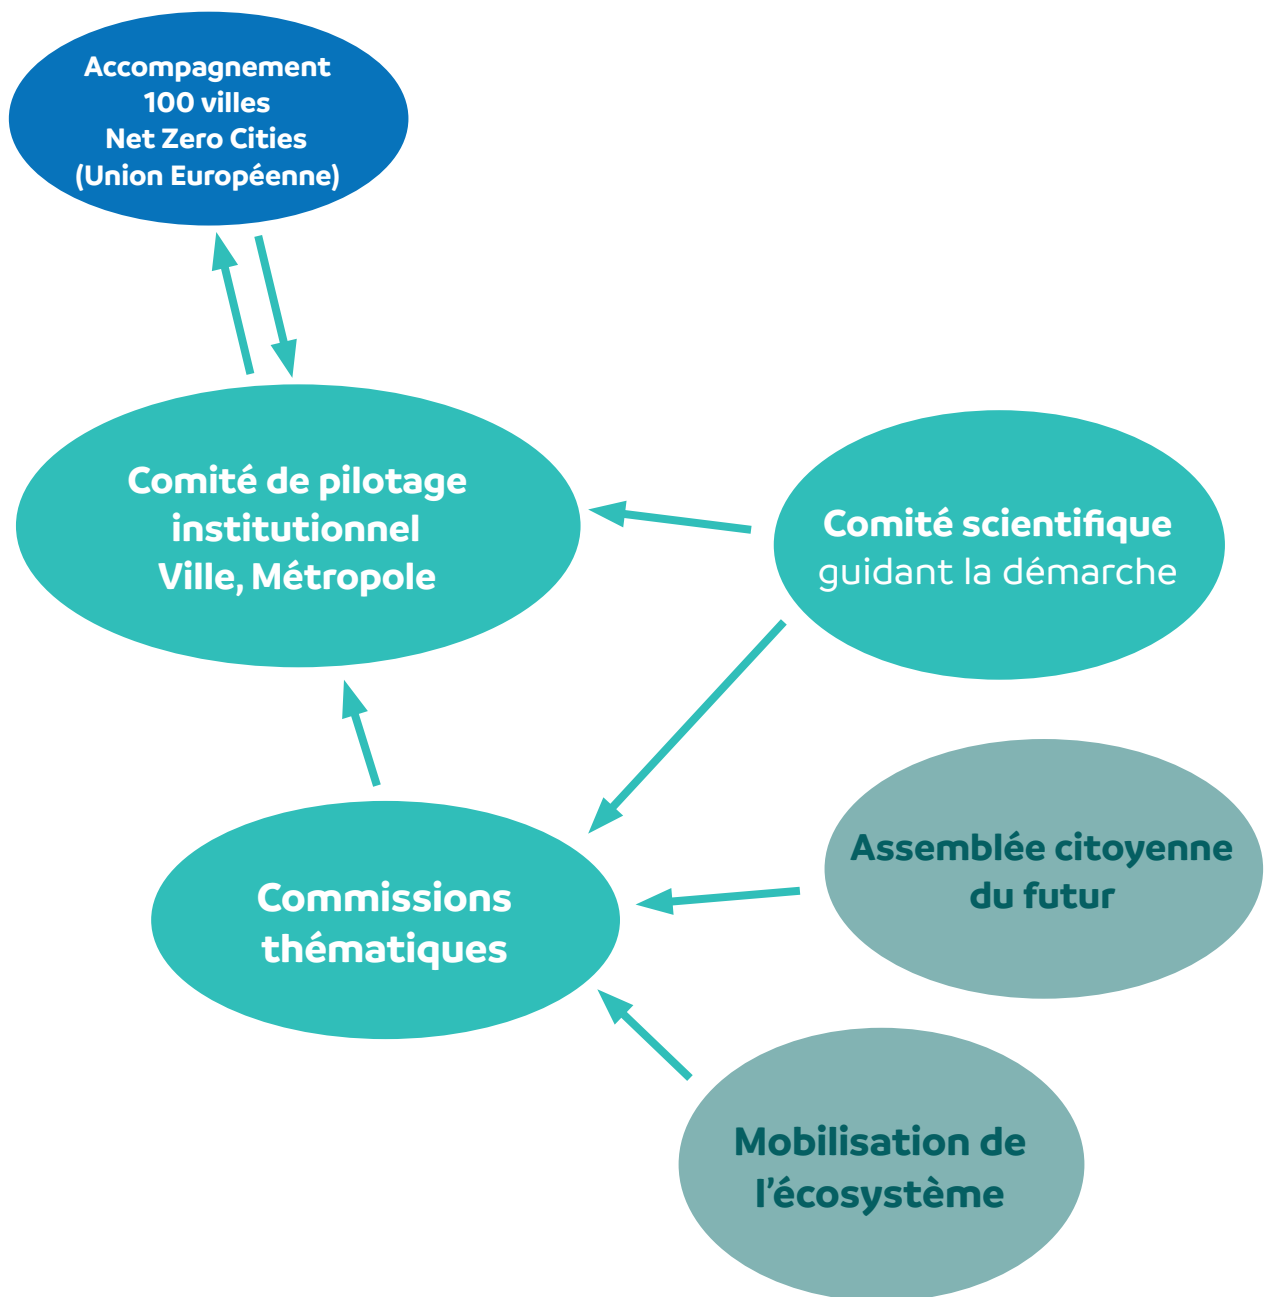 Accompagnement
100 villes
Net Zero Cities
(Union Européenne)
Comité de pilotage
institutionnel
Ville, Métropole
Comité scientifique
guidant la démarche
Assemblée citoyenne
du futur
Commissions
thématiques
Mobilisation de
l’écosystème